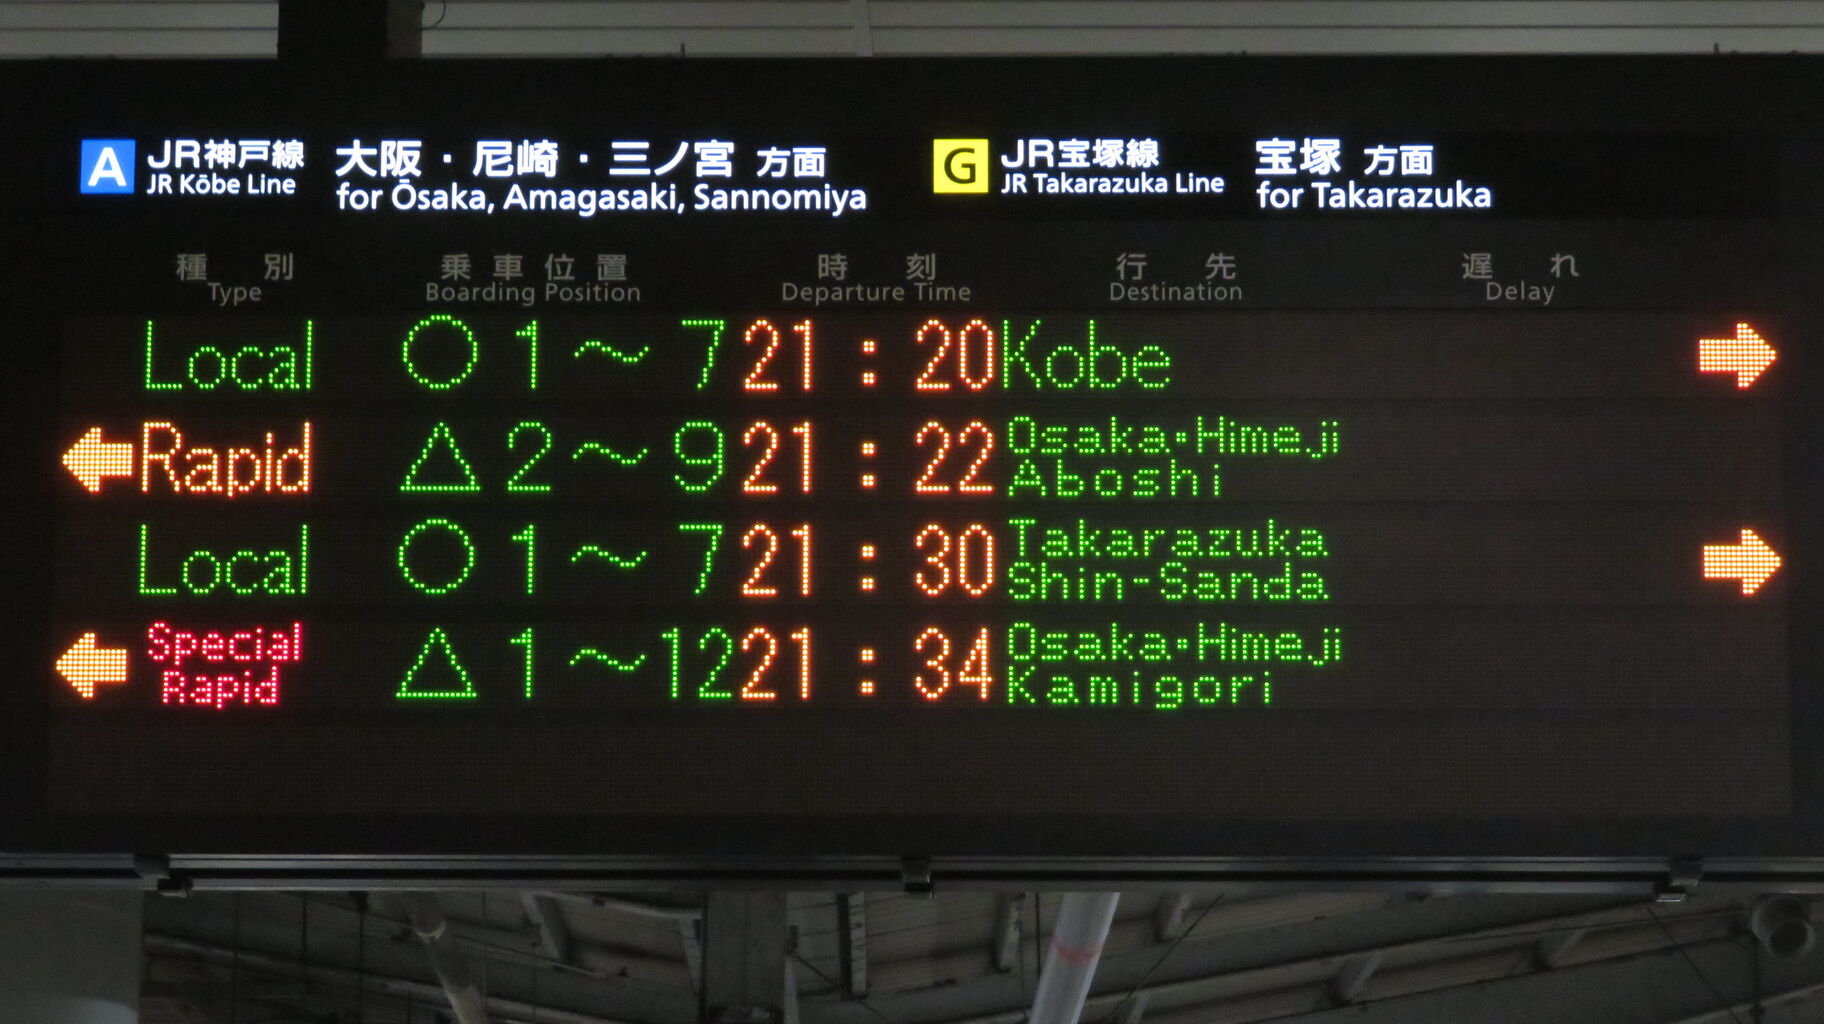 A JR神戸線 大阪・尼崎・三ノ宮 方面 G JR宝塚線 宝塚 方面
JR Kōbe Line for Ōsaka, Amagasaki, Sannomiya JR Takarazuka Line for Takarazuka
種別 乗車位置 時刻 行先 遅れ
Type Boarding Position Departure Time Destination Delay
Local ○ 1～ 7 21:20 Kobe →
← Rapid △ 2～ 9 21:22 Osaka・Himeji
Aboshi
Local ○ 1～ 7 21:30 Takarazuka →
Shin-Sanda
← Special △ 1～12 21:34 Osaka・Himeji
Rapid Kamigori